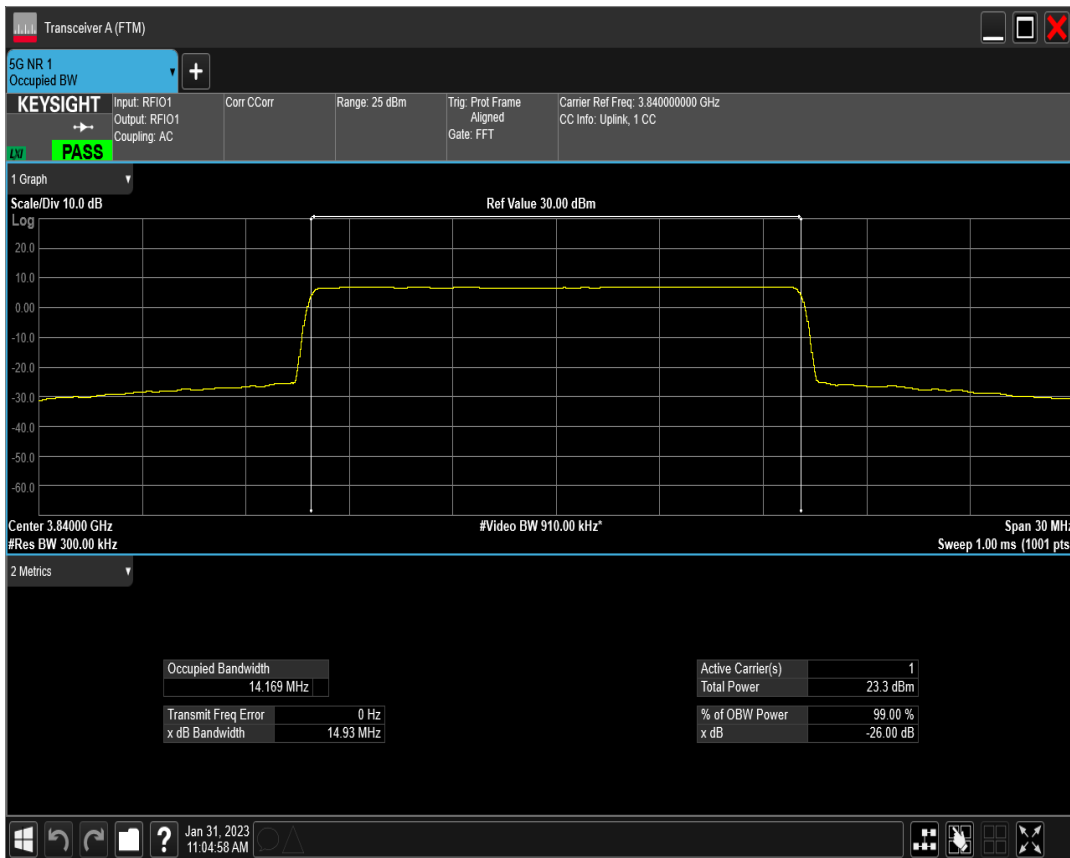 Transceiver A (FTM)
5G NR 1
Occupied BW
+
KEYSIGHT
LXI
PASS
Input: RFIO1
Output: RFIO1
Coupling: AC
Corr CCorr
Range: 25 dBm
Trig: Prot Frame
Aligned
Gate: FFT
Carrier Ref Freq: 3.840000000 GHz
CC Info: Uplink, 1 CC
1 Graph
Scale/Div 10.0 dB
Ref Value 30.00 dBm
Log
20.0
10.0
0.00
-10.0
-20.0
-30.0
-40.0
-50.0
-60.0
Center 3.84000 GHz
#Video BW 910.00 kHz*
Span 30 MHz
#Res BW 300.00 kHz
Sweep 1.00 ms (1001 pts
2 Metrics
Occupied Bandwidth
14.169 MHz
Transmit Freq Error 0 Hz
x dB Bandwidth 14.93 MHz
Active Carrier(s) 1
Total Power 23.3 dBm
% of OBW Power 99.00 %
x dB -26.00 dB
?
Jan 31, 2023
11:04:58 AM